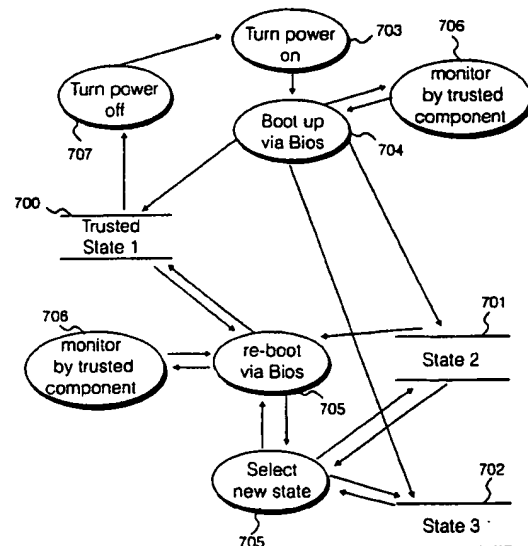 Turn power
on
703
706
monitor
by trusted
component
Turn power
off
707
Boot up
via Bios
704
700
Trusted
State 1
701
State 2
706
monitor
by trusted
component
re-boot
via Bios
705
Select
new state
705
702
State 3